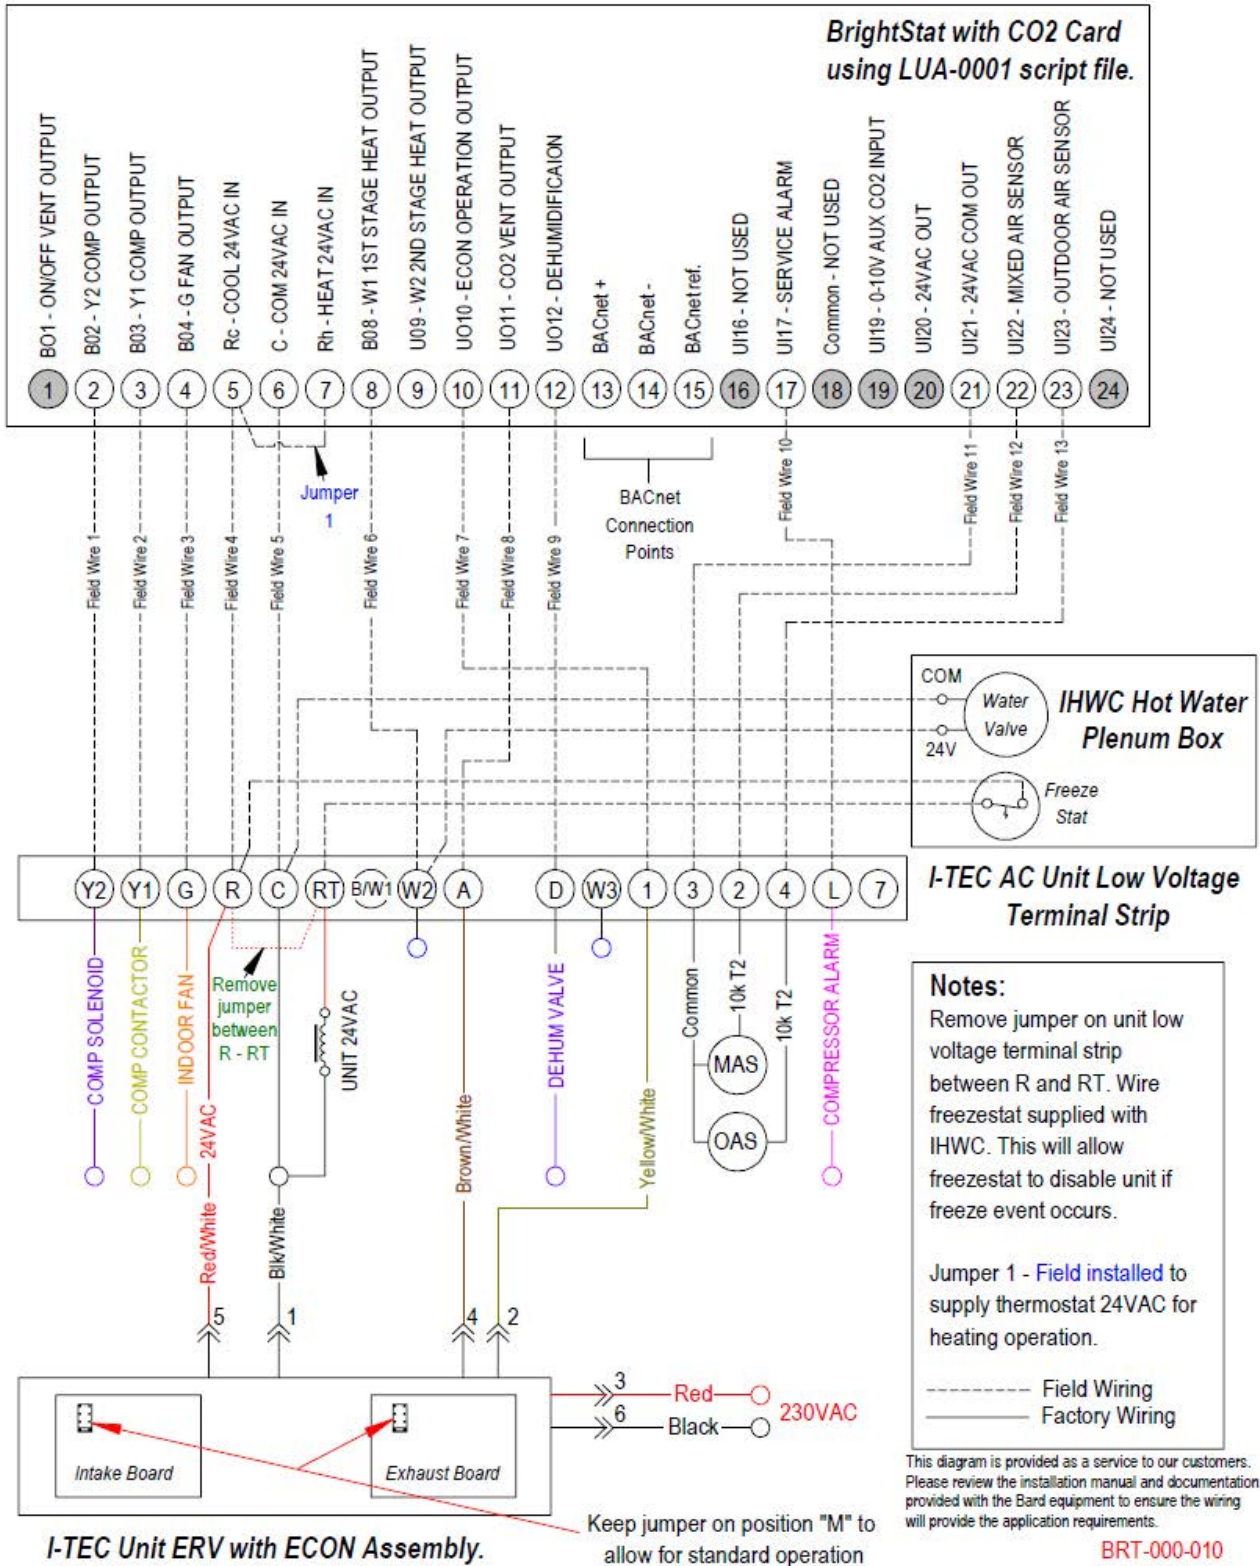 BrightStat with CO2 Card
using LUA-0001 script file.
BO1 - ON/OFF VENT OUTPUT
B02 - Y2 COMP OUTPUT
B03 - Y1 COMP OUTPUT
B04 - G FAN OUTPUT
Rc - COOL 24VAC IN
C - COM 24VAC IN
Rh - HEAT 24VAC IN
B08 - W1 1ST STAGE HEAT OUTPUT
U09 - W2 2ND STAGE HEAT OUTPUT
UO10 - ECON OPERATION OUTPUT
UO11 - CO2 VENT OUTPUT
UO12 - DEHUMIDIFICAION
BACnet +
BACnet -
BACnet ref.
UI16 - NOT USED
UI17 - SERVICE ALARM
Common - NOT USED
UI19 - 0-10V AUX CO2 INPUT
UI20 - 24VAC OUT
UI21 - 24VAC COM OUT
UI22 - MIXED AIR SENSOR
UI23 - OUTDOOR AIR SENSOR
UI24 - NOT USED
1 2 3 4 5 6 7 8 9 10 11 12 13 14 15 16 17 18 19 20 21 22 23 24
Jumper
1
BACnet
Connection
Points
Field Wire 1
Field Wire 2
Field Wire 3
Field Wire 4
Field Wire 5
Field Wire 6
Field Wire 7
Field Wire 8
Field Wire 9
Field Wire 10
Field Wire 11
Field Wire 12
Field Wire 13
COM
24V
Water
Valve
IHWC Hot Water
Plenum Box
Freeze
Stat
Y2 Y1 G R C RT B/W1 W2 A D W3 1 3 2 4 L 7
I-TEC AC Unit Low Voltage
Terminal Strip
COMP SOLENOID
COMP CONTACTOR
INDOOR FAN
Red/White
24VAC
Remove
jumper
between
R - RT
Blk/White
UNIT 24VAC
Brown/White
DEHUM VALVE
Yellow/White
Common
10k T2
10k T2
MAS
OAS
COMPRESSOR ALARM
5
1
4
2
3
Red
6
Black
230VAC
Intake Board
Exhaust Board
I-TEC Unit ERV with ECON Assembly.
Keep jumper on position "M" to
allow for standard operation
Notes:
Remove jumper on unit low
voltage terminal strip
between R and RT. Wire
freezestat supplied with
IHWC. This will allow
freezestat to disable unit if
freeze event occurs.
Jumper 1 - Field installed to
supply thermostat 24VAC for
heating operation.
Field Wiring
Factory Wiring
This diagram is provided as a service to our customers.
Please review the installation manual and documentation
provided with the Bard equipment to ensure the wiring
will provide the application requirements.
BRT-000-010